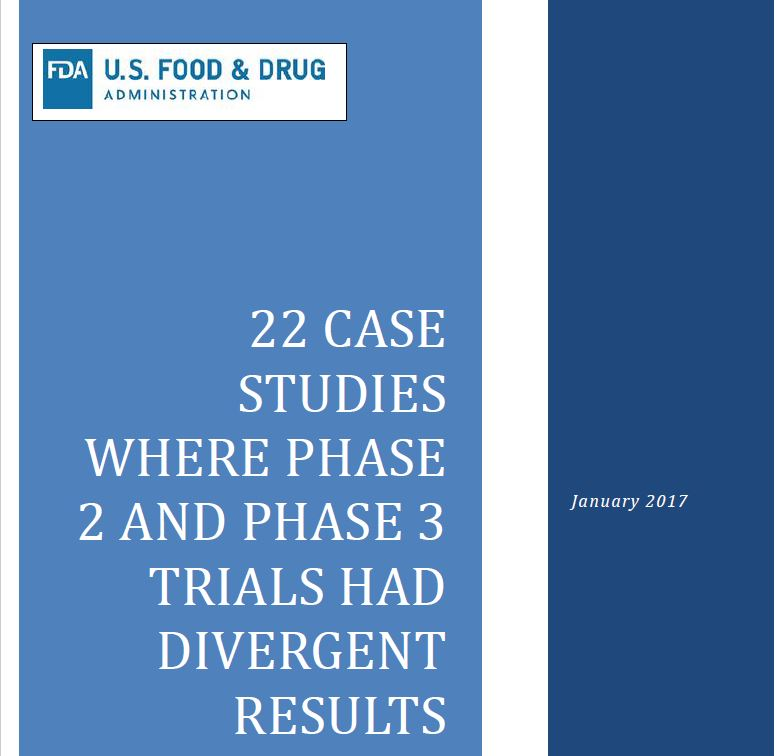 FDA U.S. FOOD & DRUG
ADMINISTRATION
22 CASE
STUDIES
WHERE PHASE
2 AND PHASE 3
TRIALS HAD
DIVERGENT
RESULTS
January 2017